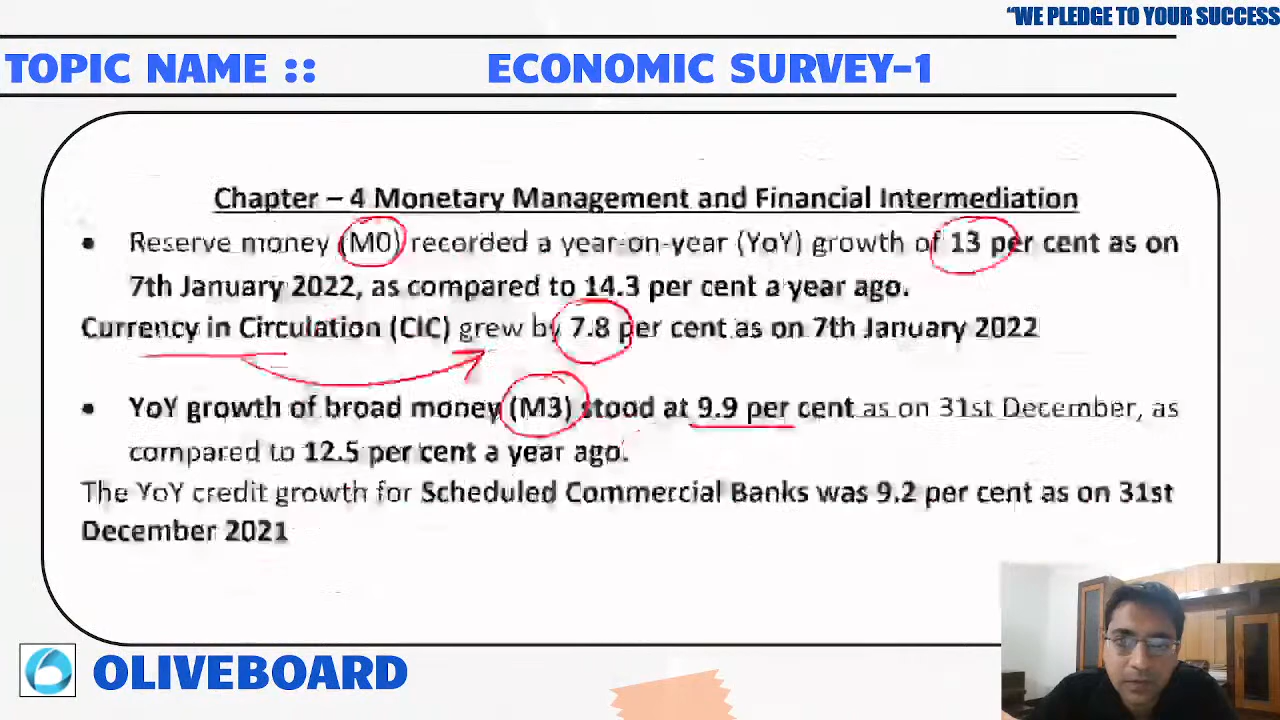 “WE PLEDGE TO YOUR SUCCESS
TOPIC NAME :: ECONOMIC SURVEY-1
Chapter – 4 Monetary Management and Financial Intermediation
• Reserve money (M0) recorded a year-on-year (YoY) growth of 13 per cent as on
7th January 2022, as compared to 14.3 per cent a year ago.
Currency in Circulation (CIC) grew by 7.8 per cent as on 7th January 2022
• YoY growth of broad money (M3) stood at 9.9 per cent as on 31st December, as
compared to 12.5 per cent a year ago.
The YoY credit growth for Scheduled Commercial Banks was 9.2 per cent as on 31st
December 2021
OLIVEBOARD